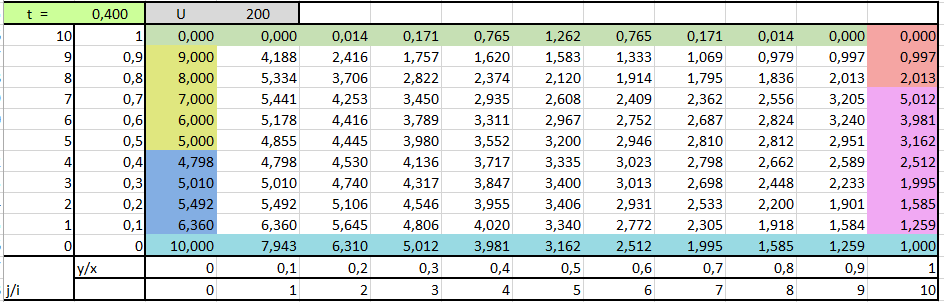 t = 0,400 U 200
10 1 0,000 0,000 0,014 0,171 0,765 1,262 0,765 0,171 0,014 0,000 0,000
9 0,9 9,000 4,188 2,416 1,757 1,620 1,583 1,333 1,069 0,979 0,997 0,997
8 0,8 8,000 5,334 3,706 2,822 2,374 2,120 1,914 1,795 1,836 2,013 2,013
7 0,7 7,000 5,441 4,253 3,450 2,935 2,608 2,409 2,362 2,556 3,205 5,012
6 0,6 6,000 5,178 4,416 3,789 3,311 2,967 2,752 2,687 2,824 3,240 3,981
5 0,5 5,000 4,855 4,445 3,980 3,552 3,200 2,946 2,810 2,812 2,951 3,162
4 0,4 4,798 4,798 4,530 4,136 3,717 3,335 3,023 2,798 2,662 2,589 2,512
3 0,3 5,010 5,010 4,740 4,317 3,847 3,400 3,013 2,698 2,448 2,233 1,995
2 0,2 5,492 5,492 5,106 4,546 3,955 3,406 2,931 2,533 2,200 1,901 1,585
1 0,1 6,360 6,360 5,645 4,806 4,020 3,340 2,772 2,305 1,918 1,584 1,259
0 0 10,000 7,943 6,310 5,012 3,981 3,162 2,512 1,995 1,585 1,259 1,000
y/x 0 0,1 0,2 0,3 0,4 0,5 0,6 0,7 0,8 0,9 1
j/i 0 1 2 3 4 5 6 7 8 9 10